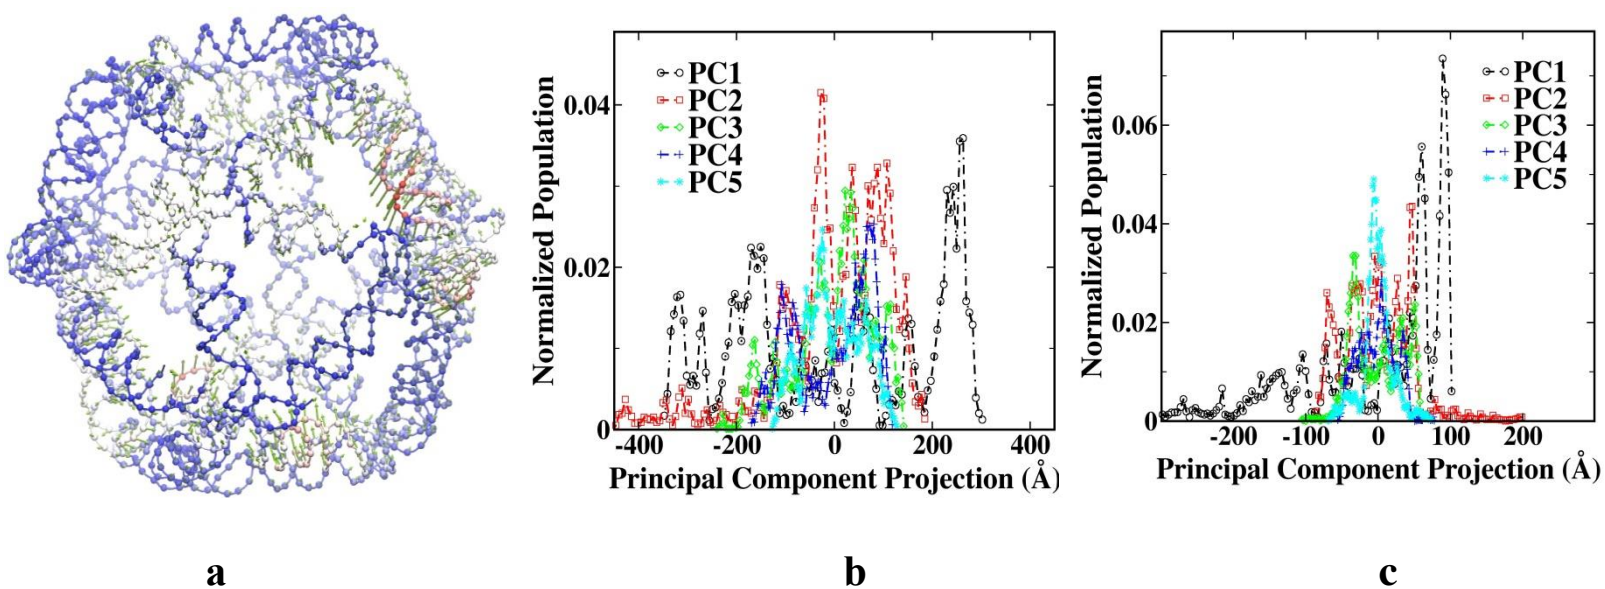 Normalized Population
0.04
0.02
0
PC1
PC2
PC3
PC4
PC5
-400 -200 0 200 400
Principal Component Projection (Å)
Normalized Population
0.06
0.04
0.02
0
PC1
PC2
PC3
PC4
PC5
-200 -100 0 100 200
Principal Component Projection (Å)
a b c